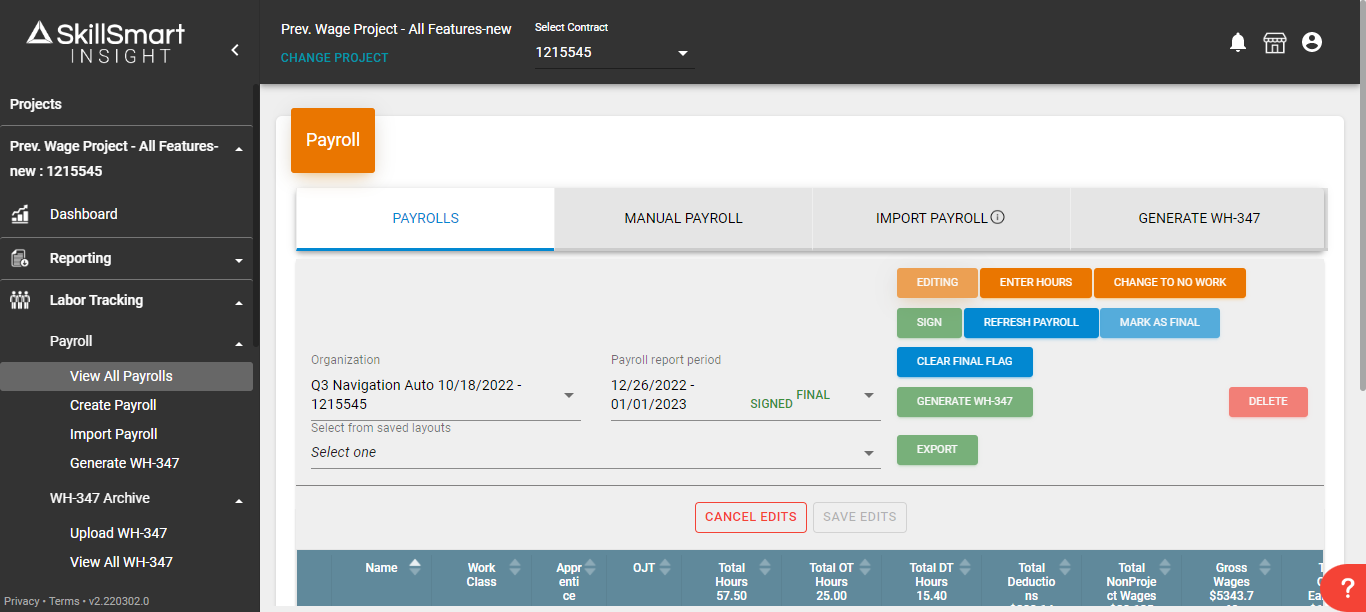 SkillSmart
INSIGHT
Prev. Wage Project - All Features-new
CHANGE PROJECT
Select Contract
1215545
Projects
Prev. Wage Project - All Features-
new : 1215545
Dashboard
Reporting
Labor Tracking
Payroll
View All Payrolls
Create Payroll
Import Payroll
Generate WH-347
WH-347 Archive
Upload WH-347
View All WH-347
Privacy • Terms • v2.220302.0
Payroll
PAYROLLS
MANUAL PAYROLL
IMPORT PAYROLL
GENERATE WH-347
EDITING
ENTER HOURS
CHANGE TO NO WORK
SIGN
REFRESH PAYROLL
MARK AS FINAL
CLEAR FINAL FLAG
GENERATE WH-347
DELETE
EXPORT
Organization
Q3 Navigation Auto 10/18/2022 -
1215545
Payroll report period
12/26/2022 -
01/01/2023
SIGNED
FINAL
Select from saved layouts
Select one
CANCEL EDITS
SAVE EDITS
Name
Work
Class
Appr
enti
ce
OJT
Total
Hours
57.50
Total OT
Hours
25.00
Total DT
Hours
15.40
Total
Deductio
ns
Total
NonProje
ct Wages
Gross
Wages
$5343.7
?